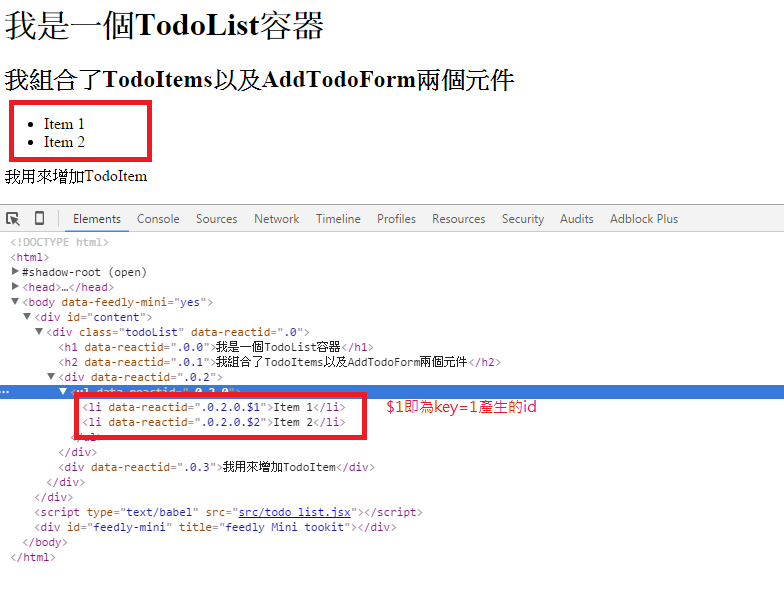 我是一個TodoList容器
我組合了TodoItems以及AddTodoForm兩個元件
Item 1
Item 2
我用來增加TodoItem
Elements Console Sources Network Timeline Profiles Resources Security Audits Adblock Plus
<!DOCTYPE html>
<html>
#shadow-root (open)
<head>…</head>
<body data-feedly-mini="yes">
<div id="content">
<div class="todoList" data-reactid=".0">
<h1 data-reactid=".0.0">我是一個TodoList容器</h1>
<h2 data-reactid=".0.1">我組合了TodoItems以及AddTodoForm兩個元件</h2>
<div data-reactid=".0.2">
<ul data-reactid=".0.2.0">
<li data-reactid=".0.2.0.$1">Item 1</li> $1即為key=1產生的id
<li data-reactid=".0.2.0.$2">Item 2</li>
</ul>
</div>
<div data-reactid=".0.3">我用來增加TodoItem</div>
</div>
</div>
<script type="text/babel" src="src/todo_list.jsx"></script>
<div id="feedly-mini" title="feedly Mini tookit"></div>
</body>
</html>